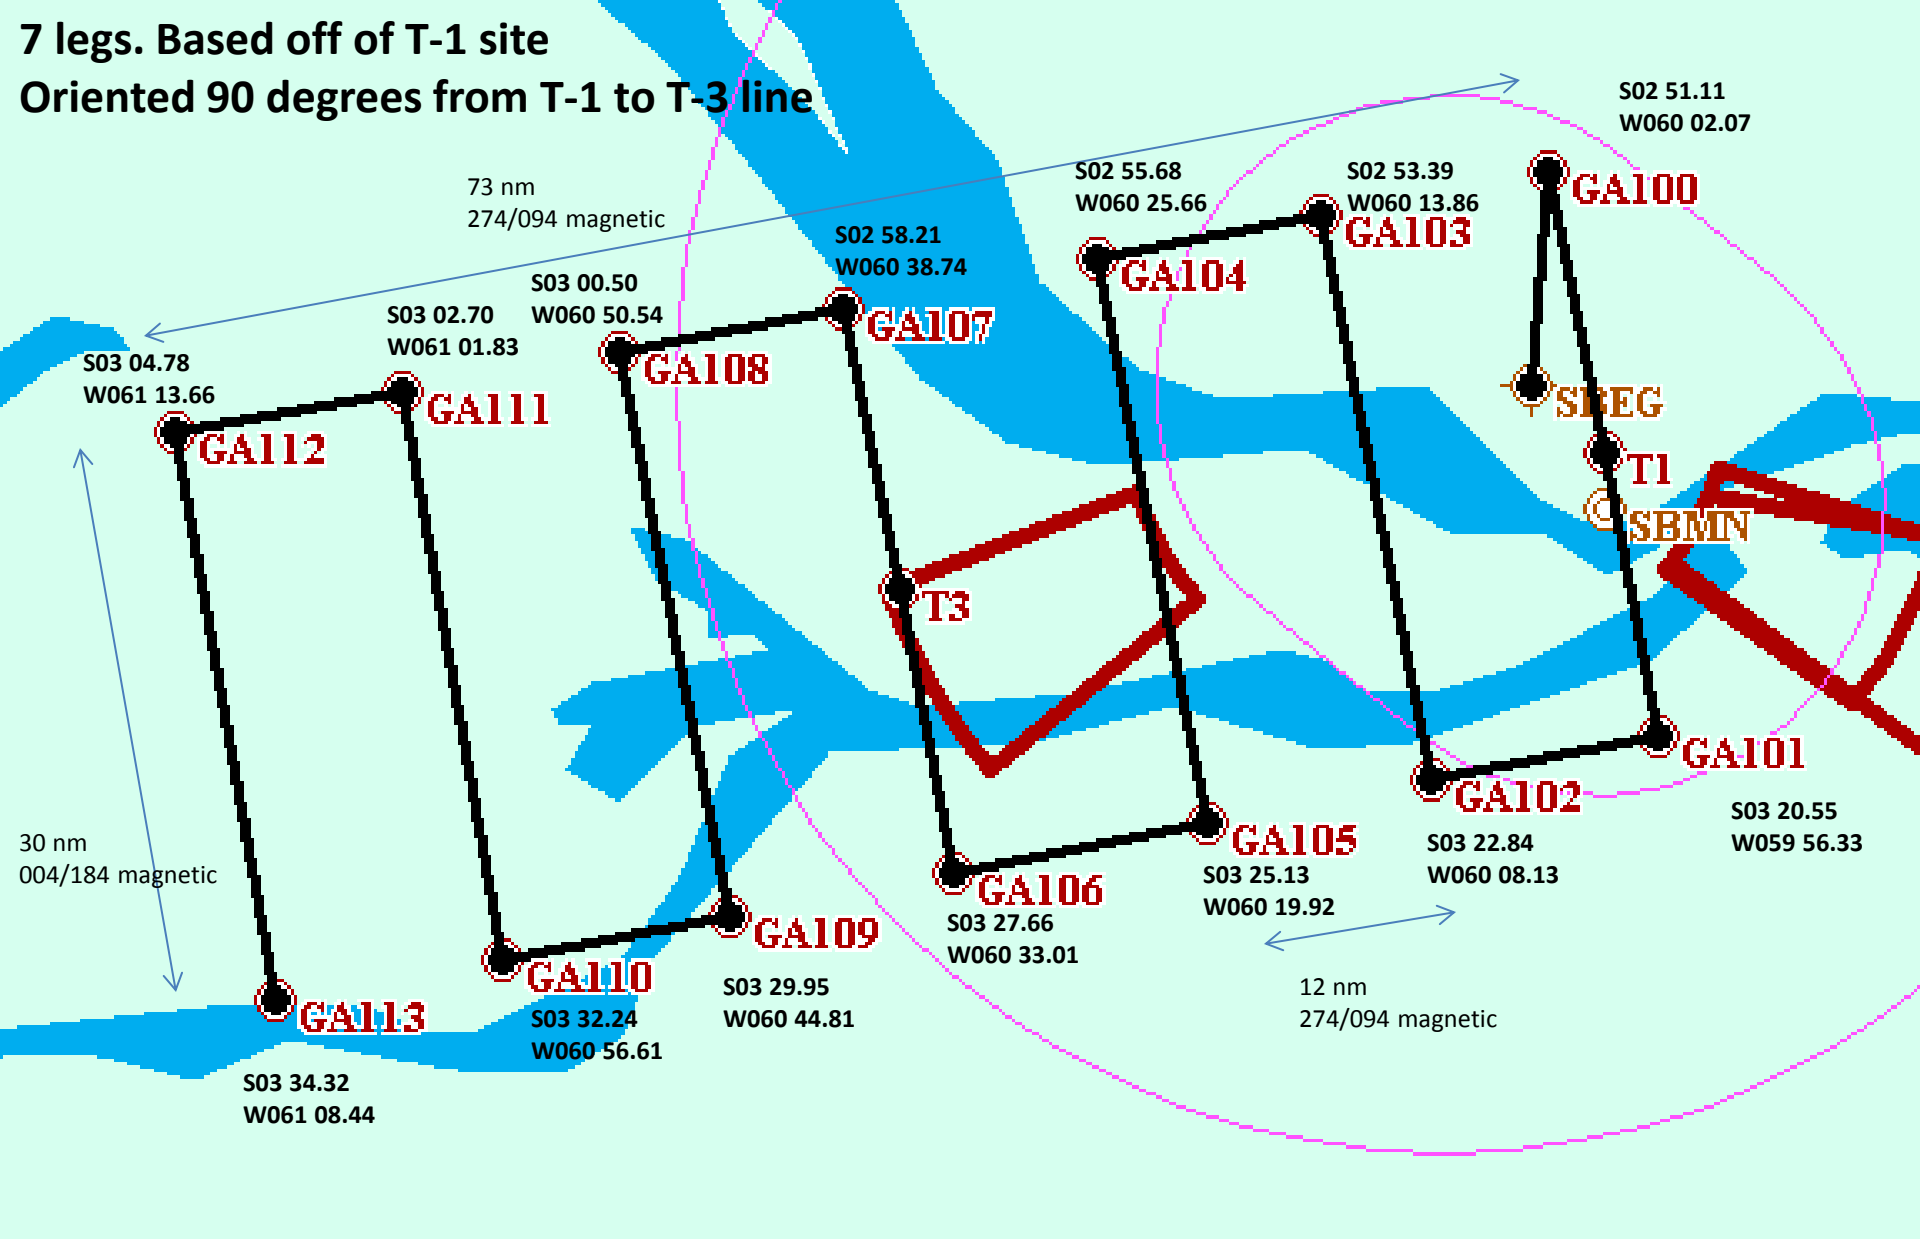 7 legs. Based off of T-1 site
Oriented 90 degrees from T-1 to T-3 line
S02 51.11
W060 02.07
GA100
73 nm
274/094 magnetic
S02 55.68
W060 25.66
S02 53.39
W060 13.86
GA103
GA104
S02 58.21
W060 38.74
GA107
S03 00.50
W060 50.54
GA108
S03 02.70
W061 01.83
GA111
S03 04.78
W061 13.66
GA112
SBEG
T1
SBMN
T3
GA101
GA102
S03 20.55
W059 56.33
S03 22.84
W060 08.13
GA105
S03 25.13
W060 19.92
30 nm
004/184 magnetic
GA106
S03 27.66
W060 33.01
GA109
S03 29.95
W060 44.81
12 nm
274/094 magnetic
GA110
S03 32.24
W060 56.61
GA113
S03 34.32
W061 08.44